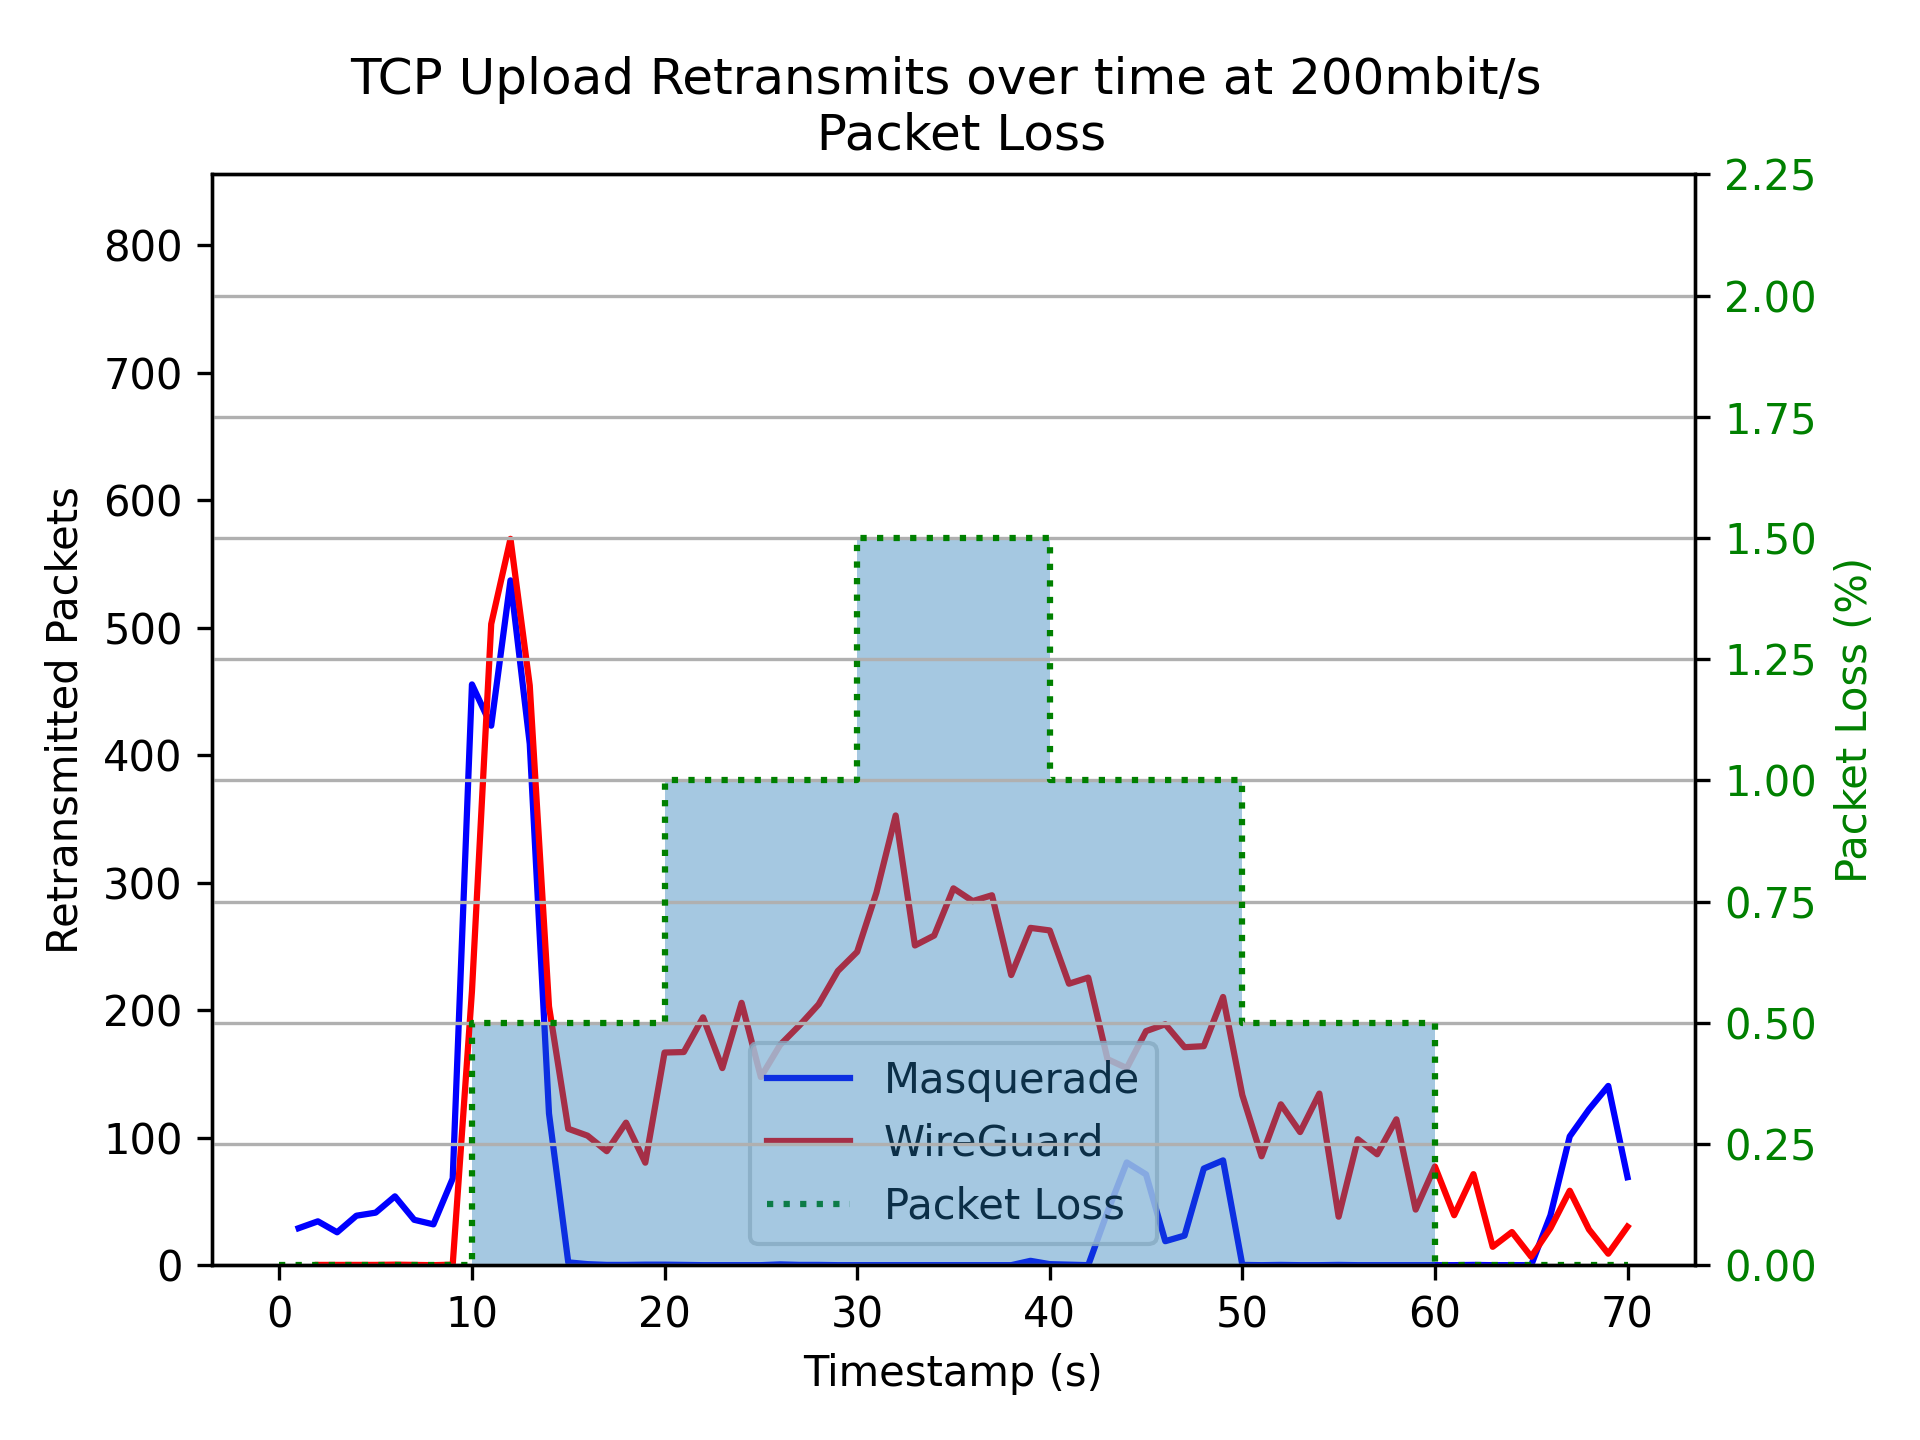 TCP Upload Retransmits over time at 200mbit/s
Packet Loss
Retransmitted Packets
800
700
600
500
400
300
200
100
0
2.25
2.00
1.75
1.50
1.25
1.00
0.75
0.50
0.25
0.00
Packet Loss (%)
Masquerade
WireGuard
Packet Loss
0 10 20 30 40 50 60 70
Timestamp (s)